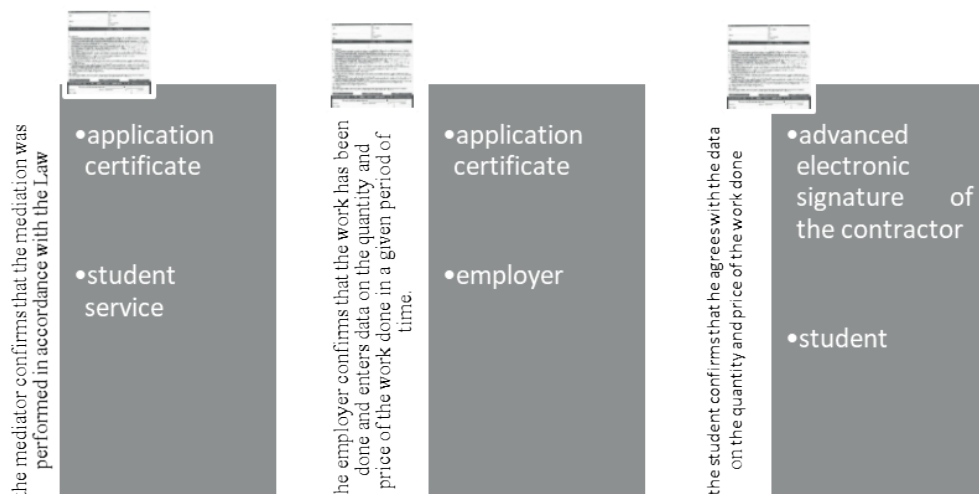 he mediator confirms that the mediation was
performed in accordance with the Law
•application
certificate
•student
service
he employer confirms that the work has been
done and enters data on the quantity and
price of the work done in a given period of
time.
•application
certificate
•employer
the student confirms that he agrees with the data
on the quantity and price of the work done
•advanced
electronic
signature of
the contractor
•student